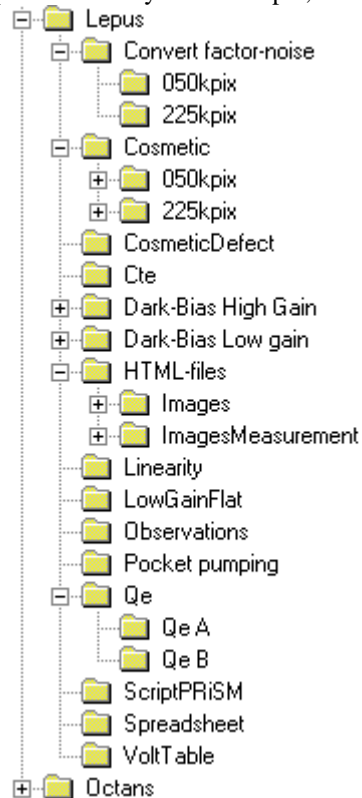 Lepus
Convert factor-noise
050kpix
225kpix
Cosmetic
050kpix
225kpix
CosmeticDefect
Cte
Dark-Bias High Gain
Dark-Bias Low gain
HTML-files
Images
ImagesMeasurement
Linearity
LowGainFlat
Observations
Pocket pumping
Qe
Qe A
Qe B
ScriptPRiSM
Spreadsheet
VoltTable
Octans